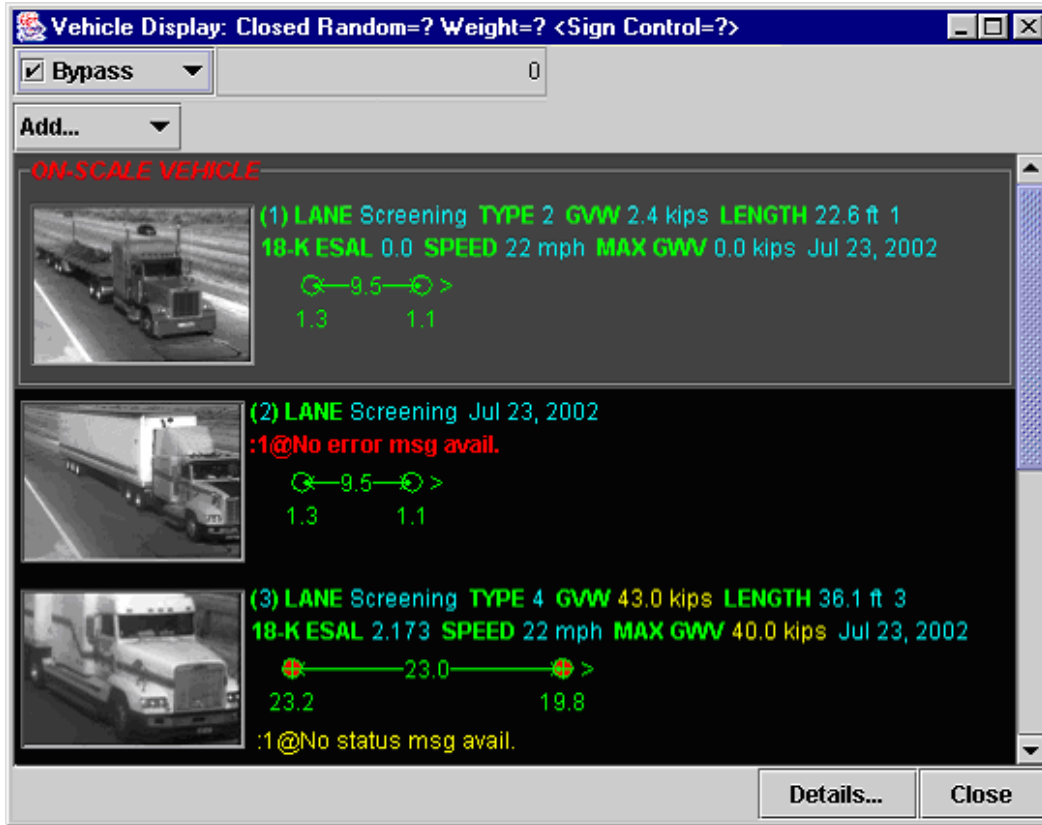 Vehicle Display: Closed Random=? Weight=? <Sign Control=?>
Bypass 0
Add...
ON-SCALE VEHICLE
(1) LANE Screening TYPE 2 GVW 2.4 kips LENGTH 22.6 ft 1
18-K ESAL 0.0 SPEED 22 mph MAX GWV 0.0 kips Jul 23, 2002
9.5 >
1.3 1.1
(2) LANE Screening Jul 23, 2002
:1@No error msg avail.
9.5 >
1.3 1.1
(3) LANE Screening TYPE 4 GVW 43.0 kips LENGTH 36.1 ft 3
18-K ESAL 2.173 SPEED 22 mph MAX GWV 40.0 kips Jul 23, 2002
23.0 >
23.2 19.8
:1@No status msg avail.
Details... Close